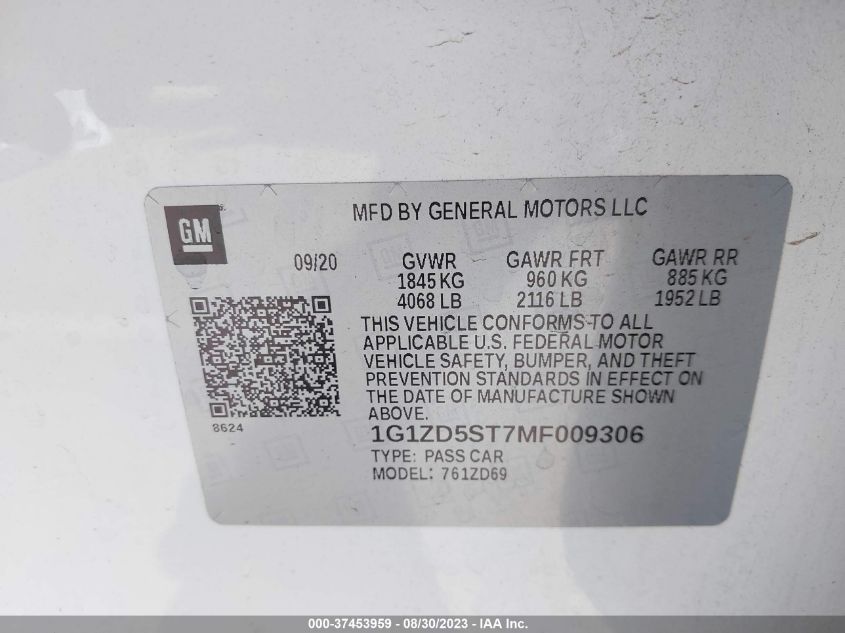 MFD BY GENERAL MOTORS LLC
GM
09/20 GVWR GAWR FRT GAWR RR
1845 KG 960 KG 885 KG
4068 LB 2116 LB 1952 LB
THIS VEHICLE CONFORMS TO ALL
APPLICABLE U.S. FEDERAL MOTOR
VEHICLE SAFETY, BUMPER, AND THEFT
PREVENTION STANDARDS IN EFFECT ON
THE DATE OF MANUFACTURE SHOWN
ABOVE.
8624
1G1ZD5ST7MF009306
TYPE: PASS CAR
MODEL: 761ZD69
000-37453959 - 08/30/2023 - IAA Inc.